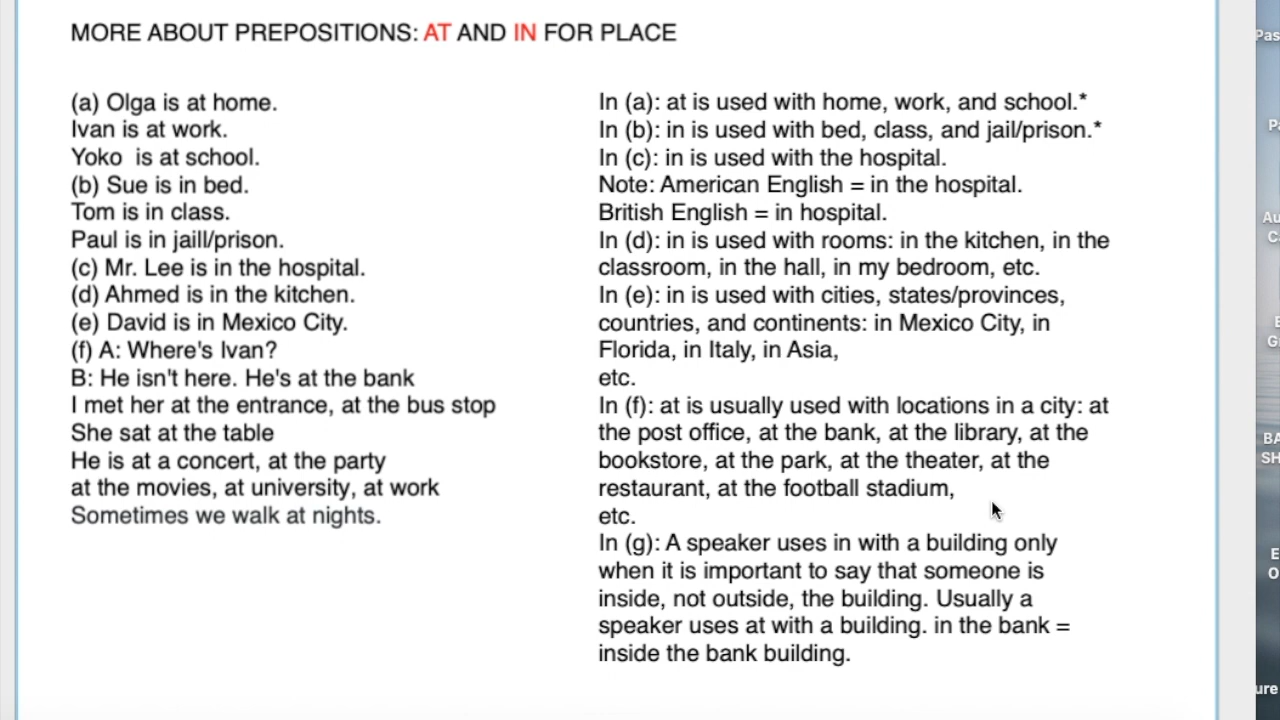 MORE ABOUT PREPOSITIONS: AT AND IN FOR PLACE
(a) Olga is at home.
Ivan is at work.
Yoko is at school.
(b) Sue is in bed.
Tom is in class.
Paul is in jaill/prison.
(c) Mr. Lee is in the hospital.
(d) Ahmed is in the kitchen.
(e) David is in Mexico City.
(f) A: Where's Ivan?
B: He isn't here. He's at the bank
I met her at the entrance, at the bus stop
She sat at the table
He is at a concert, at the party
at the movies, at university, at work
Sometimes we walk at nights.
In (a): at is used with home, work, and school.*
In (b): in is used with bed, class, and jail/prison.*
In (c): in is used with the hospital.
Note: American English = in the hospital.
British English = in hospital.
In (d): in is used with rooms: in the kitchen, in the
classroom, in the hall, in my bedroom, etc.
In (e): in is used with cities, states/provinces,
countries, and continents: in Mexico City, in
Florida, in Italy, in Asia,
etc.
In (f): at is usually used with locations in a city: at
the post office, at the bank, at the library, at the
bookstore, at the park, at the theater, at the
restaurant, at the football stadium,
etc.
In (g): A speaker uses in with a building only
when it is important to say that someone is
inside, not outside, the building. Usually a
speaker uses at with a building. in the bank =
inside the bank building.